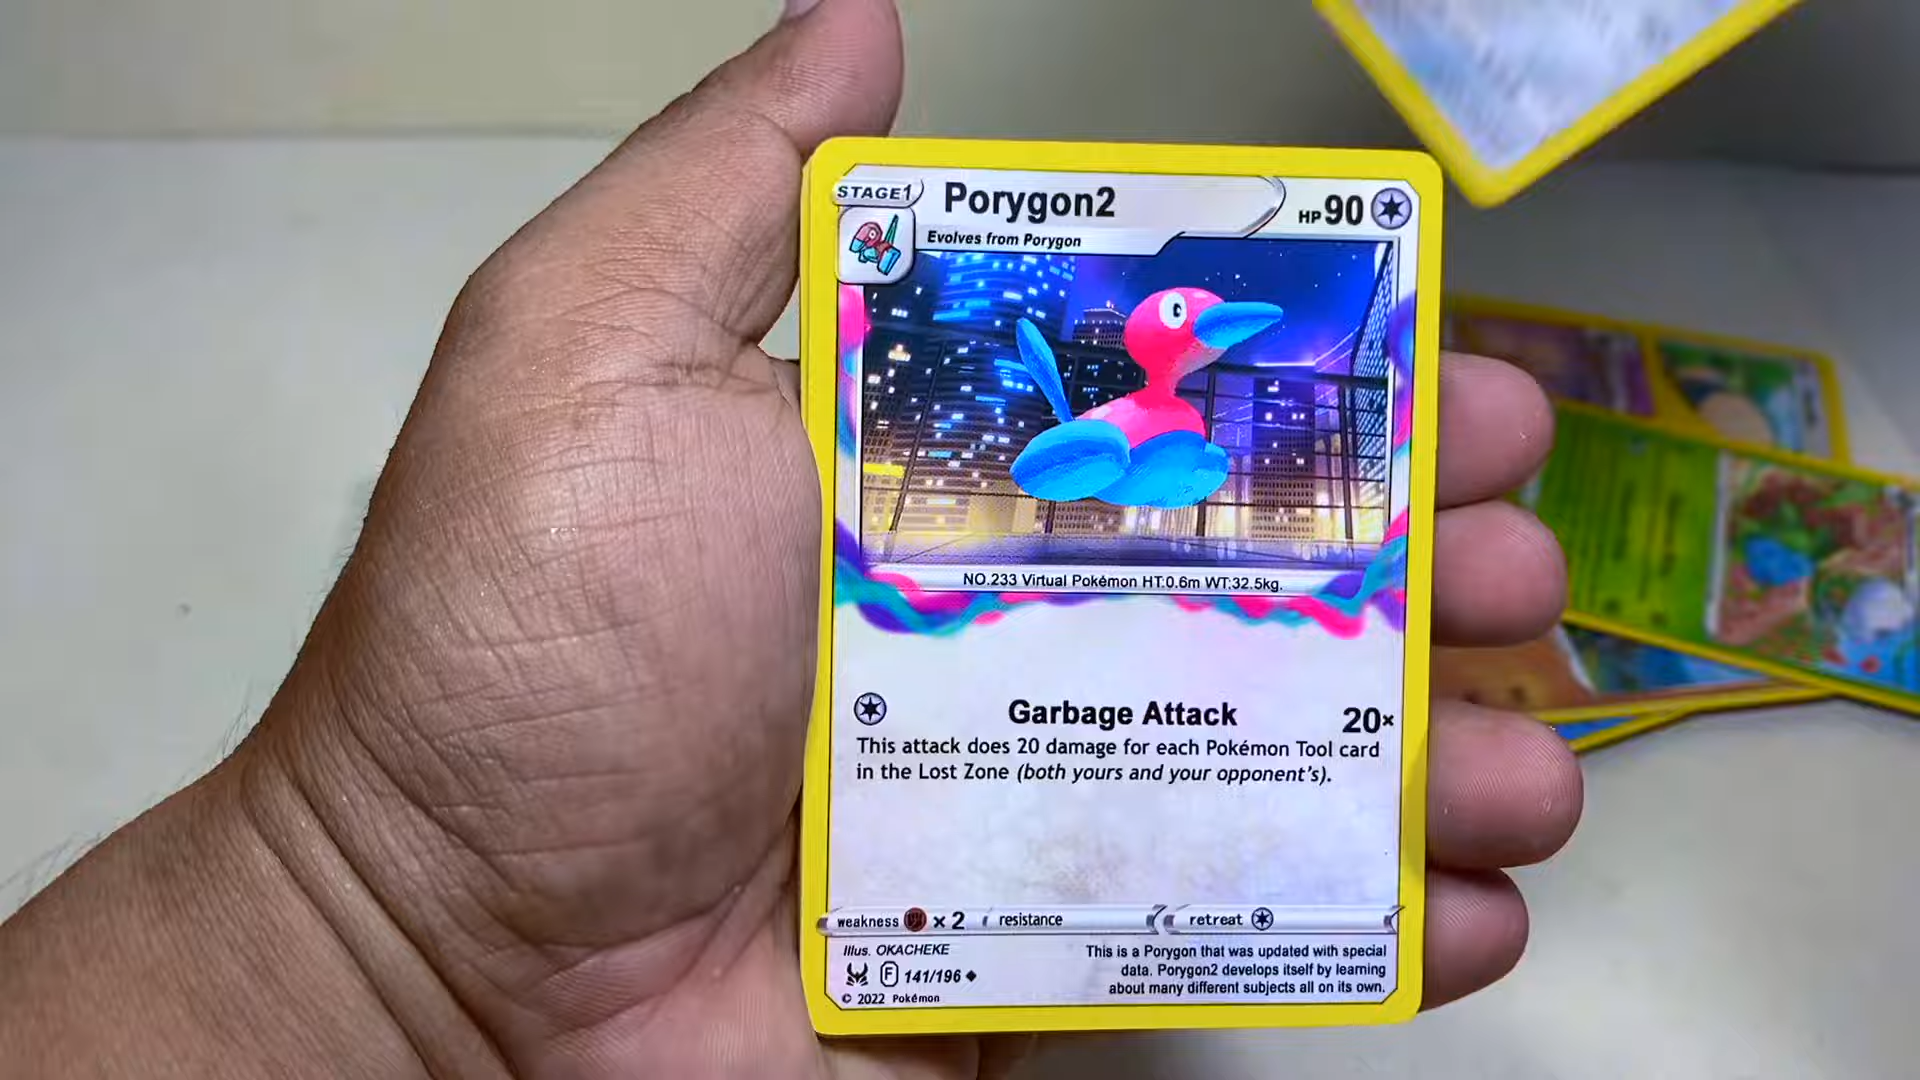 STAGE1
Porygon2
HP 90
Evolves from Porygon
NO.233 Virtual Pokémon HT:0.6m WT:32.5kg.
Garbage Attack 20×
This attack does 20 damage for each Pokémon Tool card
in the Lost Zone (both yours and your opponent's).
weakness × 2 resistance retreat
Illus. OKACHEKE
F 141/196
© 2022 Pokémon
This is a Porygon that was updated with special
data. Porygon2 develops itself by learning
about many different subjects all on its own.